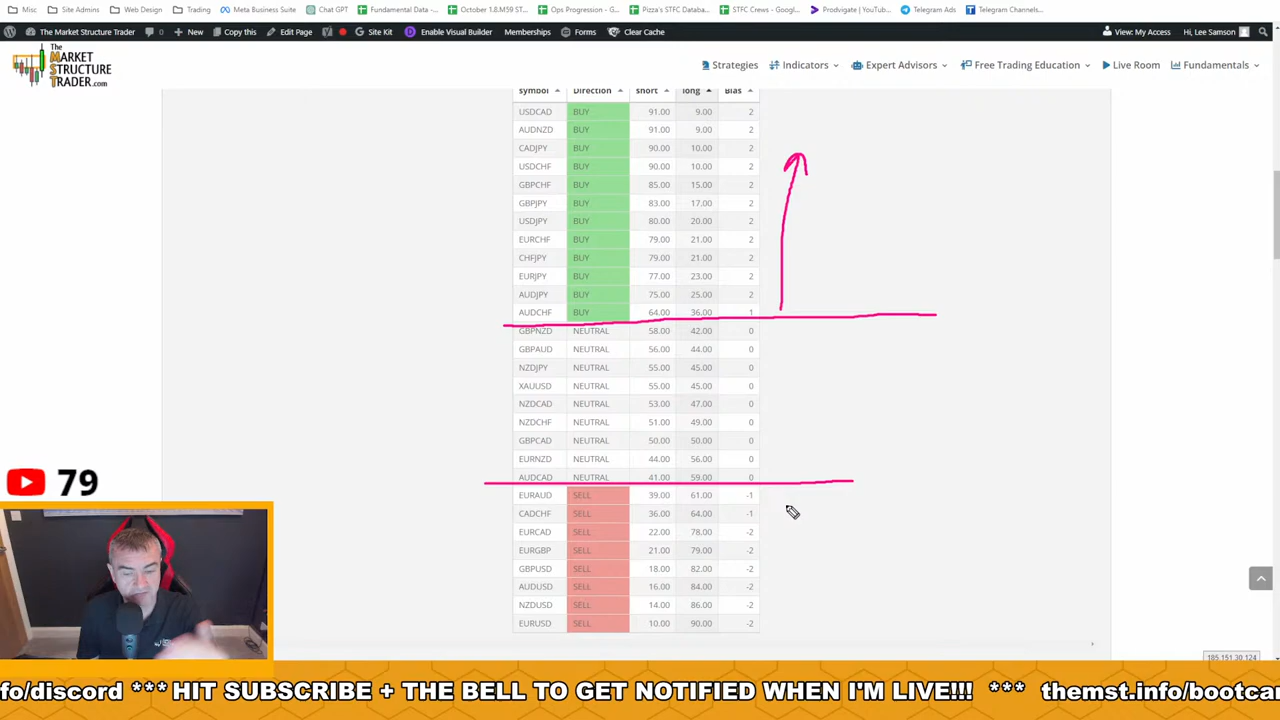 Misc Site Admins Web Design Trading Meta Business Suite Chat GPT Fundamental Data -... October 1.8.M59 ST... Ops Progression - G... Pizza's STFC Databa... STFC Crews - Googl... Prodvigate | YouTub... Telegram Ads Telegram Channels...
The Market Structure Trader 0 New Copy this Edit Page Site Kit Enable Visual Builder Memberships Forms Clear Cache View: My Access Hi, Lee Samson
The
MARKET
STRUCTURE
TRADER.com
Strategies Indicators Expert Advisors Free Trading Education Live Room Fundamentals
symbol Direction short long Bias
USDCAD BUY 91.00 9.00 2
AUDNZD BUY 91.00 9.00 2
CADJPY BUY 90.00 10.00 2
USDCHF BUY 90.00 10.00 2
GBPCHF BUY 85.00 15.00 2
GBPJPY BUY 83.00 17.00 2
USDJPY BUY 80.00 20.00 2
EURCHF BUY 79.00 21.00 2
CHFJPY BUY 79.00 21.00 2
EURJPY BUY 77.00 23.00 2
AUDJPY BUY 75.00 25.00 2
AUDCHF BUY 64.00 36.00 1
GBPNZD NEUTRAL 58.00 42.00 0
GBPAUD NEUTRAL 56.00 44.00 0
NZDJPY NEUTRAL 55.00 45.00 0
XAUUSD NEUTRAL 55.00 45.00 0
NZDCAD NEUTRAL 53.00 47.00 0
NZDCHF NEUTRAL 51.00 49.00 0
GBPCAD NEUTRAL 50.00 50.00 0
EURNZD NEUTRAL 44.00 56.00 0
AUDCAD NEUTRAL 41.00 59.00 0
EURAUD SELL 39.00 61.00 -1
CADCHF SELL 36.00 64.00 -1
EURCAD SELL 22.00 78.00 -2
EURGBP SELL 21.00 79.00 -2
GBPUSD SELL 18.00 82.00 -2
AUDUSD SELL 16.00 84.00 -2
NZDUSD SELL 14.00 86.00 -2
EURUSD SELL 10.00 90.00 -2
79
185.151.30.124
fo/discord *** HIT SUBSCRIBE + THE BELL TO GET NOTIFIED WHEN I'M LIVE!!! *** themst.info/bootcar